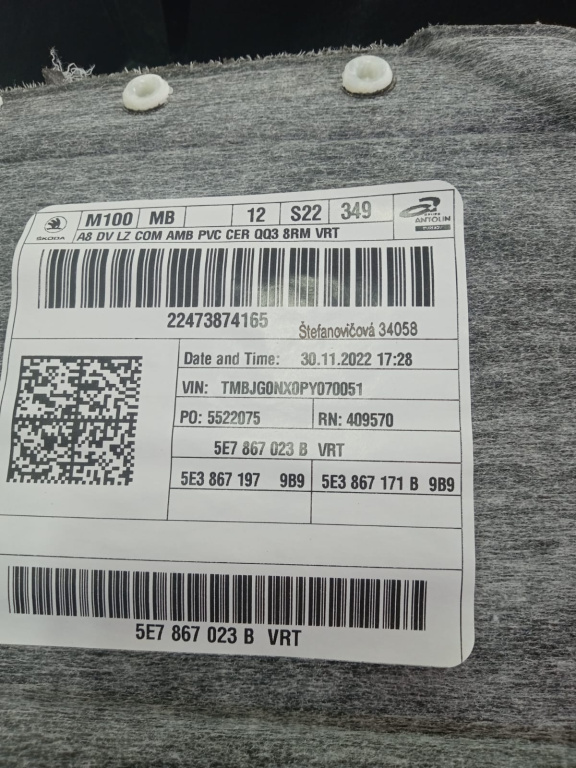 ŠKODA M100 MB 12 S22 349 GRUPO ANTOLIN
A8 DV LZ COM AMB PVC CER QQ3 8RM VRT
22473874165
Štefanovičová 34058
Date and Time: 30.11.2022 17:28
VIN: TMBJG0NX0PY070051
PO: 5522075 RN: 409570
5E7 867 023 B VRT
5E3 867 197 9B9 5E3 867 171 B 9B9
5E7 867 023 B VRT